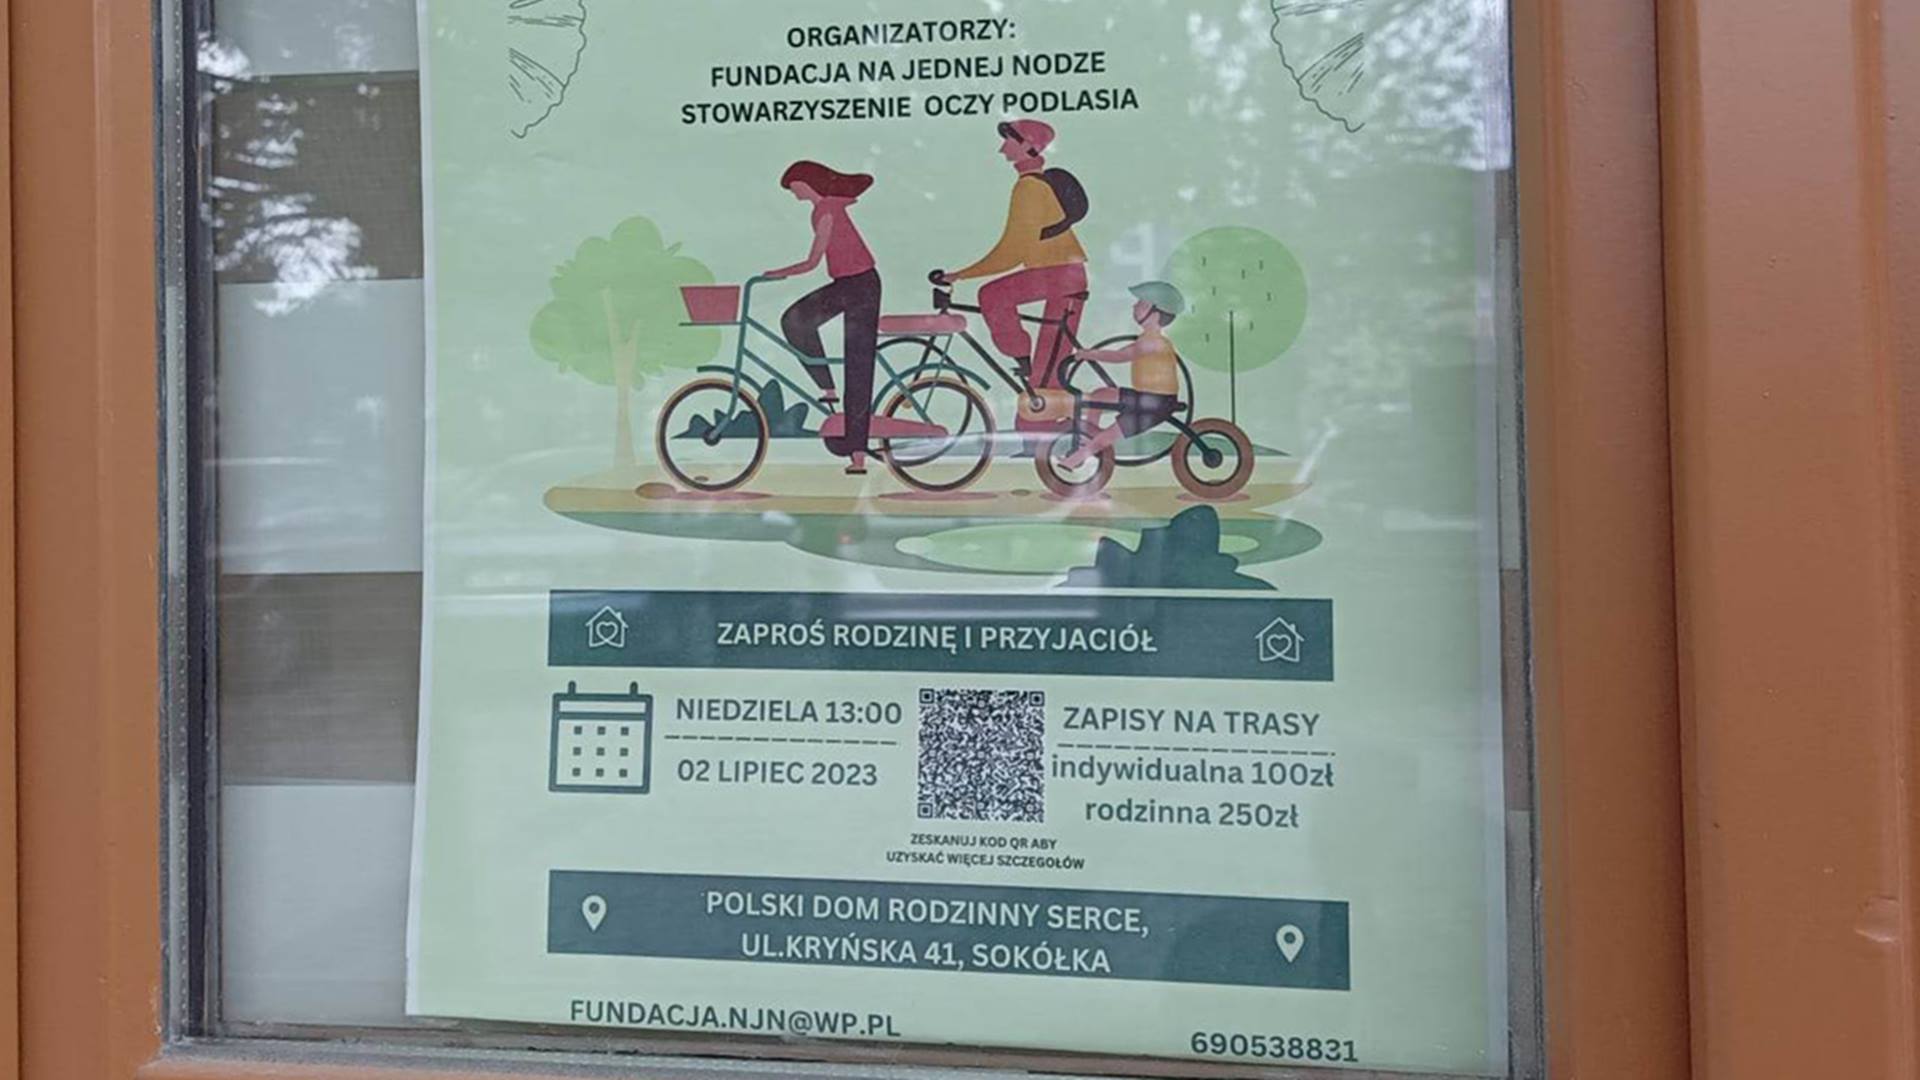 ORGANIZATORZY:
FUNDACJA NA JEDNEJ NODZE
STOWARZYSZENIE OCZY PODLASIA
ZAPROŚ RODZINĘ I PRZYJACIÓŁ
NIEDZIELA 13:00
02 LIPIEC 2023
ZESKANUJ KOD QR ABY
UZYSKAĆ WIĘCEJ SZCZEGOŁÓW
ZAPISY NA TRASY
indywidualna 100zł
rodzinna 250zł
POLSKI DOM RODZINNY SERCE,
UL.KRYŃSKA 41, SOKÓŁKA
FUNDACJA.NJN@WP.PL
690538831